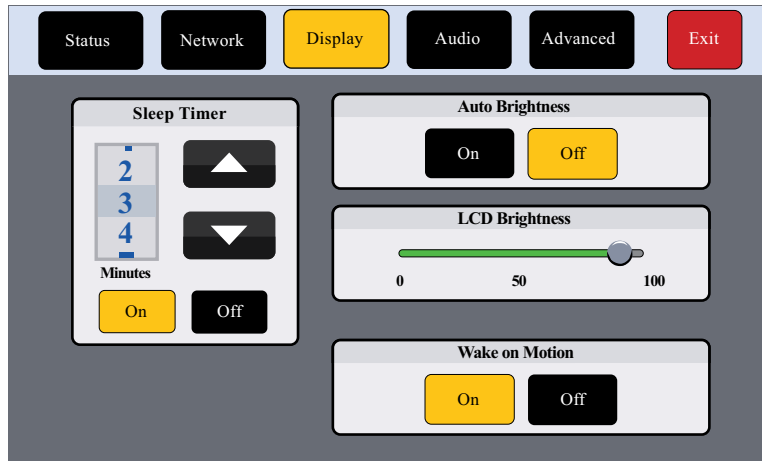 Status Network Display Audio Advanced Exit
Sleep Timer
2
3
4
Minutes
On Off
Auto Brightness
On Off
LCD Brightness
0 50 100
Wake on Motion
On Off